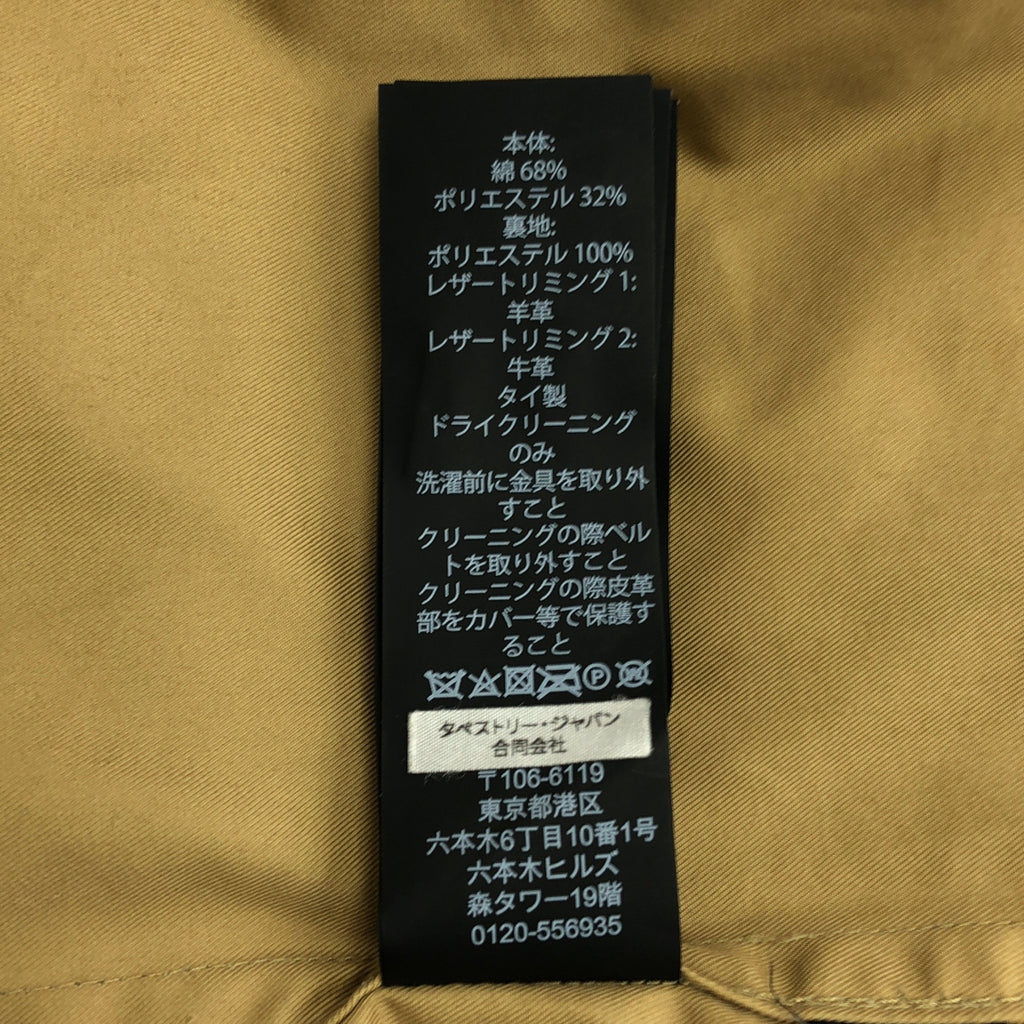 本体:
綿 68%
ポリエステル 32%
裏地:
ポリエステル 100%
レザートリミング 1:
羊革
レザートリミング 2:
牛革
タイ製
ドライクリーニング
のみ
洗濯前に金具を取り外
すこと
クリーニングの際ベル
トを取り外すこと
クリーニングの際皮革
部をカバー等で保護す
ること
P W
タペストリー・ジャパン
合同会社
〒106-6119
東京都港区
六本木6丁目10番1号
六本木ヒルズ
森タワー19階
0120-556935